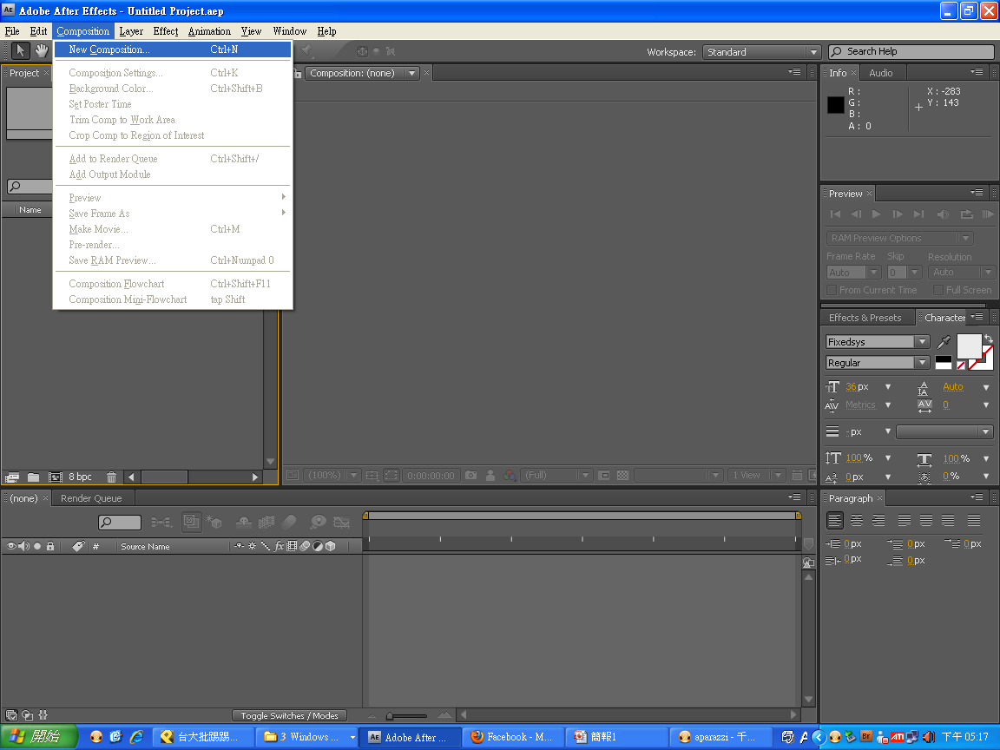 AE Adobe After Effects - Untitled Project.aep
File Edit Composition Layer Effect Animation View Window Help
New Composition... Ctrl+N
Composition Settings... Ctrl+K
Background Color... Ctrl+Shift+B
Set Poster Time
Trim Comp to Work Area
Crop Comp to Region of Interest
Add to Render Queue Ctrl+Shift+/
Add Output Module
Preview
Save Frame As
Make Movie... Ctrl+M
Pre-render...
Save RAM Preview... Ctrl+Numpad 0
Composition Flowchart Ctrl+Shift+F11
Composition Mini-Flowchart tap Shift
Workspace: Standard Search Help
Project
Name
8 bpc
Composition: (none)
(100%) 0:00:00:00 (Full) 1 View
Info Audio
R : X : -283
G : Y : 143
B :
A : 0
Preview
RAM Preview Options
Frame Rate Skip Resolution
Auto 0 Auto
From Current Time Full Screen
Effects & Presets Character
Fixedsys
Regular
36 px Auto
Metrics 0
- px
100 % 100 %
0 px 0 %
(none) Render Queue
# Source Name
Toggle Switches / Modes
Paragraph
0 px 0 px 0 px
0 px 0 px
開始 台大批踢踢... 3 Windows ... AE Adobe After ... Facebook - M... 簡報1 aparazzi - 千... Br ATI 下午 05:17